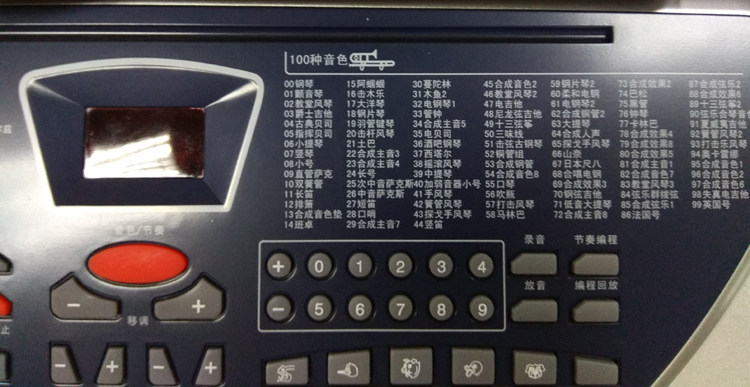 100种音色
00钢琴
01颤音琴
02教室风琴
03爵士吉他
04古典贝司
05指挥贝司
06小提琴
07竖琴
08小号
09直管萨克
10双簧管
11长笛
12排箫
13合成音色垫
14班卓
15阿蝈蝈
16击木乐
17大洋琴
18钢片琴
19羽管键琴
20击杆风琴
21土巴
22合成主音3
23合成主音4
24长号
25次中音萨克斯
26中音萨克斯
27短笛
28口哨
29合成主音7
30蔓陀林
31木鱼2
32电钢琴1
33管钟
34合成主音5
35电贝司
36酒吧钢琴
37西塔尔
38摇滚风琴
39中提琴
40加弱音器小号
41手风琴
42簧管风琴
43探戈手风琴
44竖笛
45合成音色2
46教室风琴2
47电吉他
48尼龙弦吉他
49十三弦筝
50三味线
51击弦古钢琴
52铜管组
53合成钢管
54合成音色8
55口琴
56吹瓶
57打击风琴
58马林巴
59钢片琴2
60柔和电钢
61电钢琴2
62合成钢管2
63大提琴
64合成人声
65探戈手风琴
66山奈
67日本尺八
68合唱电钢
69合成效果3
70钢弦吉他
71低音大提琴
72合成主音8
73合成效果2
74巴松
75黑管
76钟琴
77卡林巴
78合成效果4
79合成效果6
80合成效果5
81合成主音1
82合成音色6
83教室风琴3
84弦乐群钢弦
85合成弦乐1
86法国号
87合成弦乐2
88合成效果
89十三弦筝2
91合成主音
92簧管风琴2
93打击风琴
94英卡雷娜
95合成音色1
96合成音色7
97合成音色6
98失真电吉他
99英国号
音色/节奏
+ 0 1 2 3 4
录音
节奏编程
− 5 6 7 8 9
放音
编程回放
− +
移调
止
− + − +